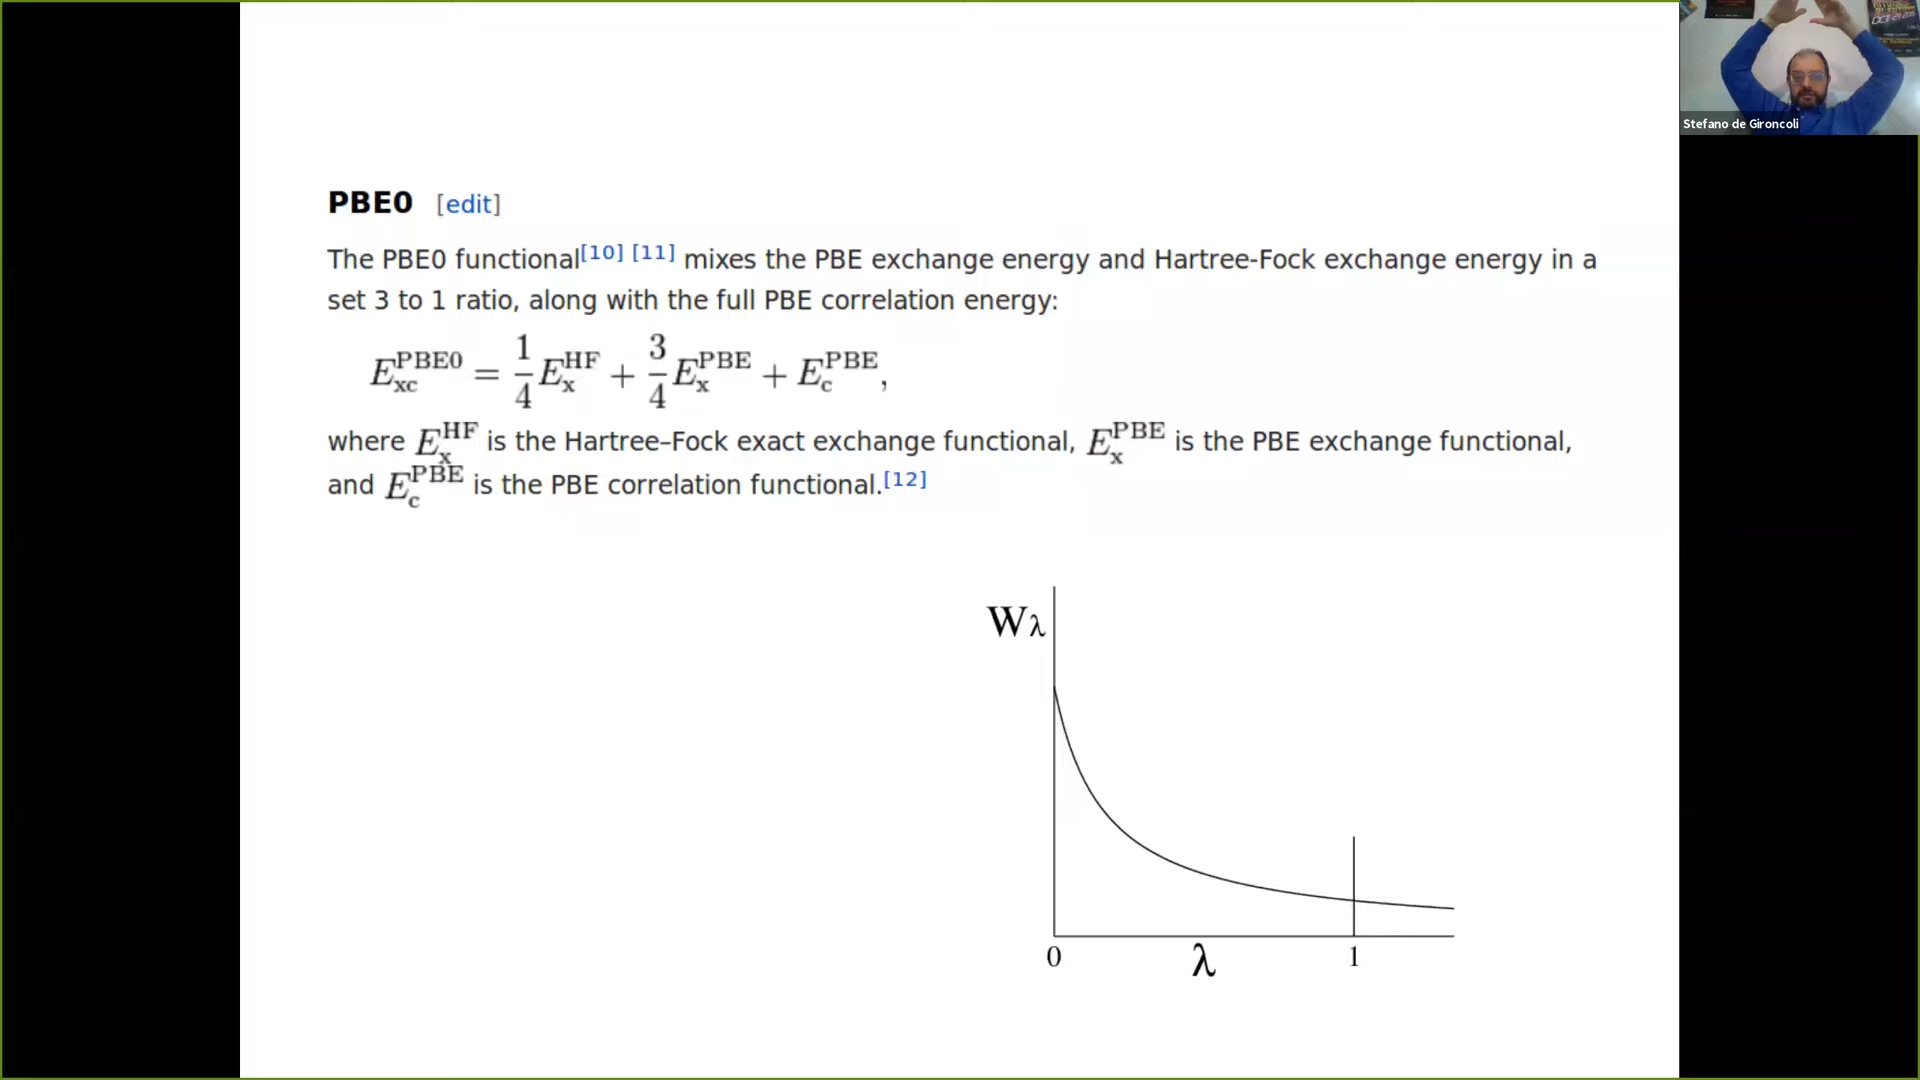 Stefano de Gironcoli
PBE0 [edit]
The PBE0 functional[10] [11] mixes the PBE exchange energy and Hartree-Fock exchange energy in a
set 3 to 1 ratio, along with the full PBE correlation energy:
E_xc^PBE0 = 1/4 E_x^HF + 3/4 E_x^PBE + E_c^PBE,
where E_x^HF is the Hartree–Fock exact exchange functional, E_x^PBE is the PBE exchange functional,
and E_c^PBE is the PBE correlation functional.[12]
Wλ
0 λ 1